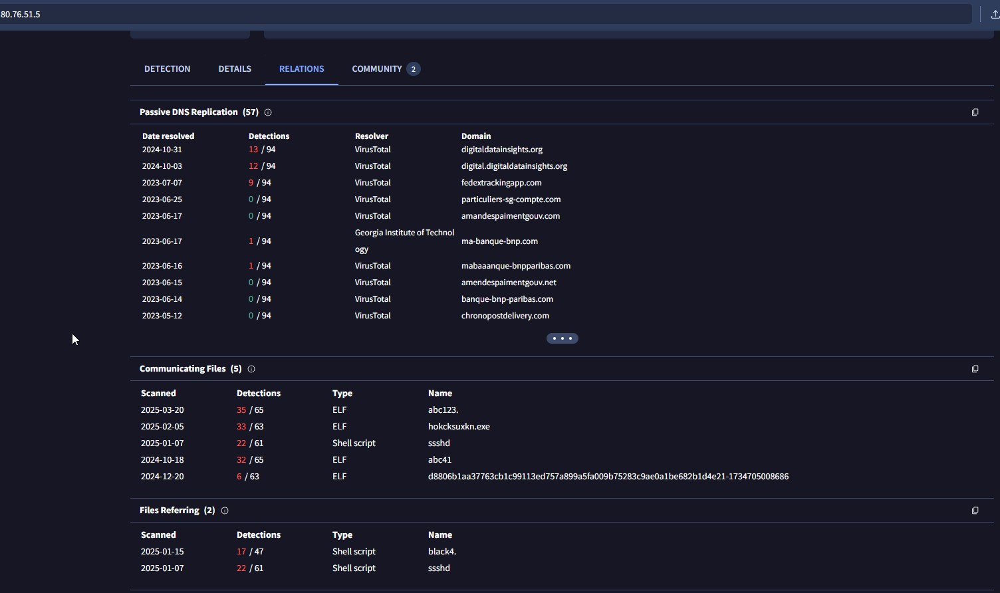 80.76.51.5
DETECTION DETAILS RELATIONS COMMUNITY 2
Passive DNS Replication (57)
Date resolved Detections Resolver Domain
2024-10-31 13 / 94 VirusTotal digitaldatainsights.org
2024-10-03 12 / 94 VirusTotal digital.digitaldatainsights.org
2023-07-07 9 / 94 VirusTotal fedextrackingapp.com
2023-06-25 0 / 94 VirusTotal particuliers-sg-compte.com
2023-06-17 0 / 94 VirusTotal amandespaimentgouv.com
2023-06-17 1 / 94 Georgia Institute of Technol
ogy ma-banque-bnp.com
2023-06-16 1 / 94 VirusTotal mabaaanque-bnpparibas.com
2023-06-15 0 / 94 VirusTotal amendespaimentgouv.net
2023-06-14 0 / 94 VirusTotal banque-bnp-paribas.com
2023-05-12 0 / 94 VirusTotal chronopostdelivery.com
Communicating Files (5)
Scanned Detections Type Name
2025-03-20 35 / 65 ELF abc123.
2025-02-05 33 / 63 ELF hokcksuxkn.exe
2025-01-07 22 / 61 Shell script ssshd
2024-10-18 32 / 65 ELF abc41
2024-12-20 6 / 63 ELF d8806b1aa37763cb1c99113ed757a899a5fa009b75283c9ae0a1be682b1d4e21-1734705008686
Files Referring (2)
Scanned Detections Type Name
2025-01-15 17 / 47 Shell script black4.
2025-01-07 22 / 61 Shell script ssshd